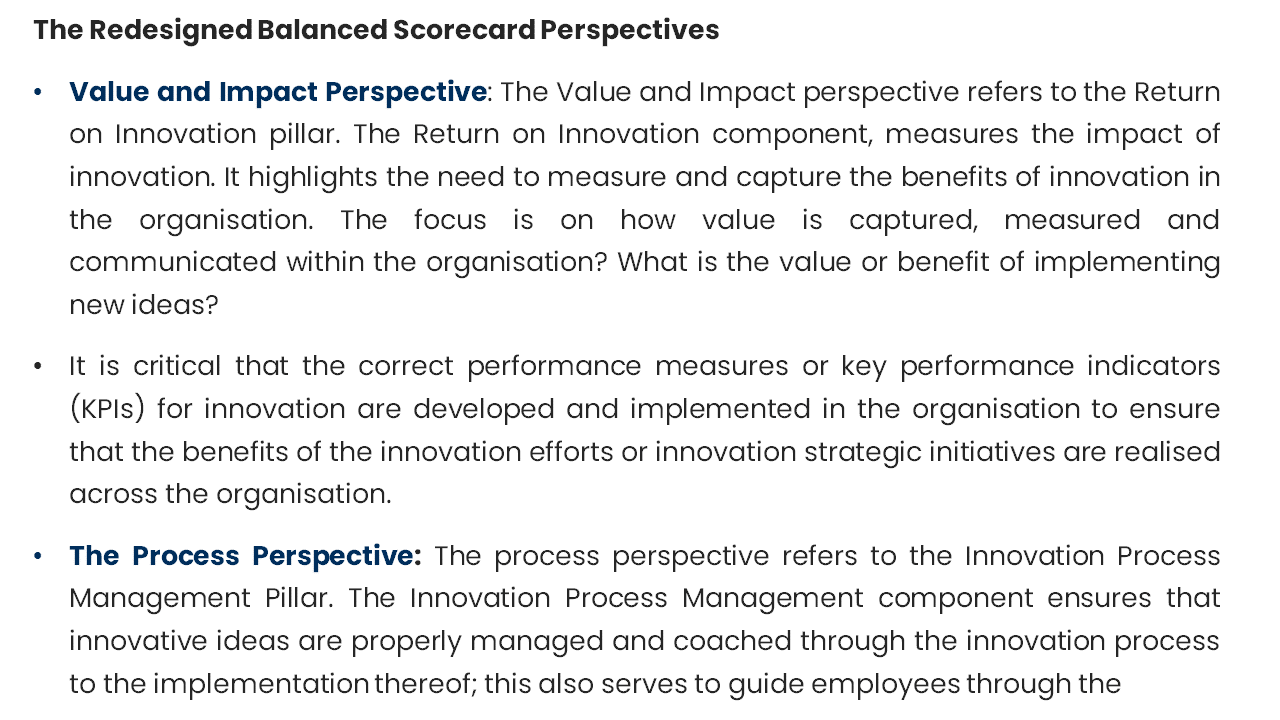 The Redesigned Balanced Scorecard Perspectives
• Value and Impact Perspective: The Value and Impact perspective refers to the Return
on Innovation pillar. The Return on Innovation component, measures the impact of
innovation. It highlights the need to measure and capture the benefits of innovation in
the organisation. The focus is on how value is captured, measured and
communicated within the organisation? What is the value or benefit of implementing
new ideas?
• It is critical that the correct performance measures or key performance indicators
(KPIs) for innovation are developed and implemented in the organisation to ensure
that the benefits of the innovation efforts or innovation strategic initiatives are realised
across the organisation.
• The Process Perspective: The process perspective refers to the Innovation Process
Management Pillar. The Innovation Process Management component ensures that
innovative ideas are properly managed and coached through the innovation process
to the implementation thereof; this also serves to guide employees through the